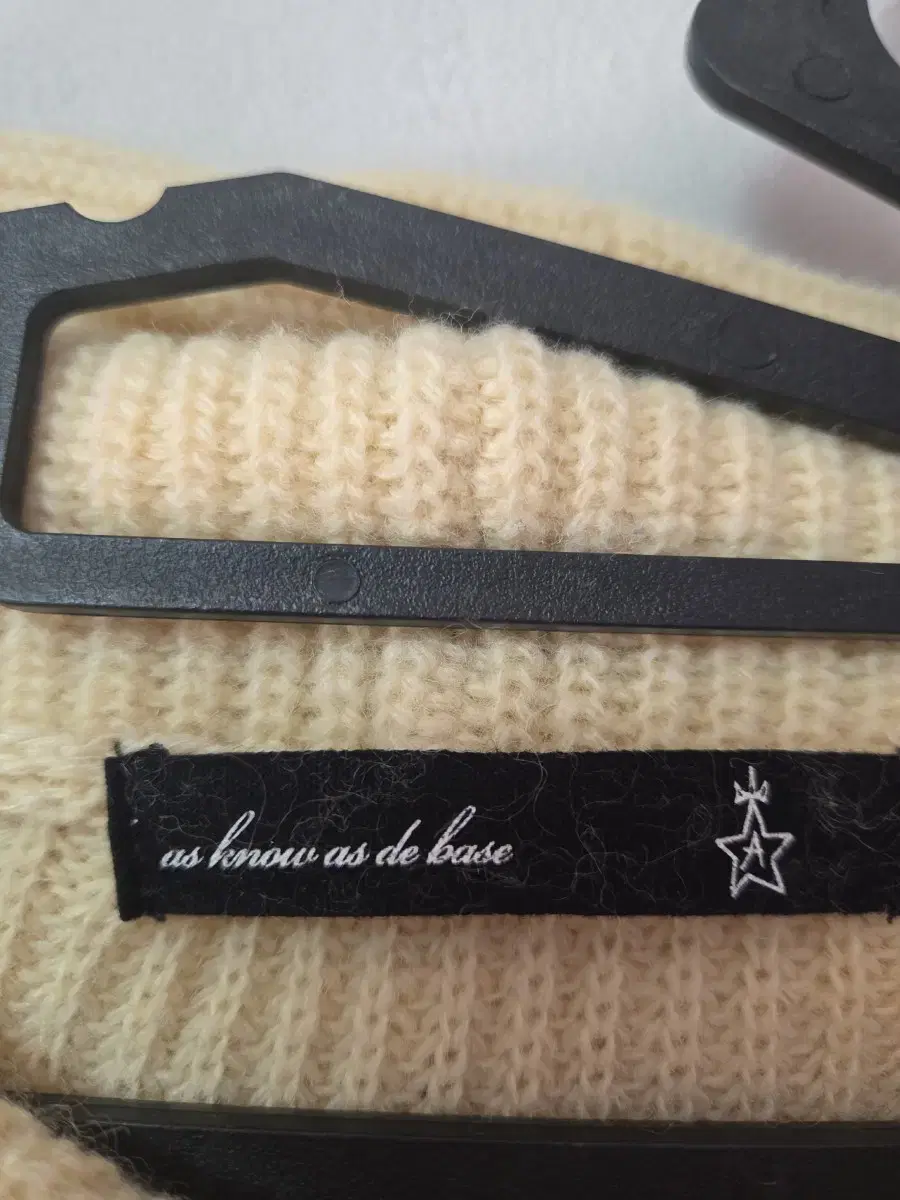 as know as de base
A